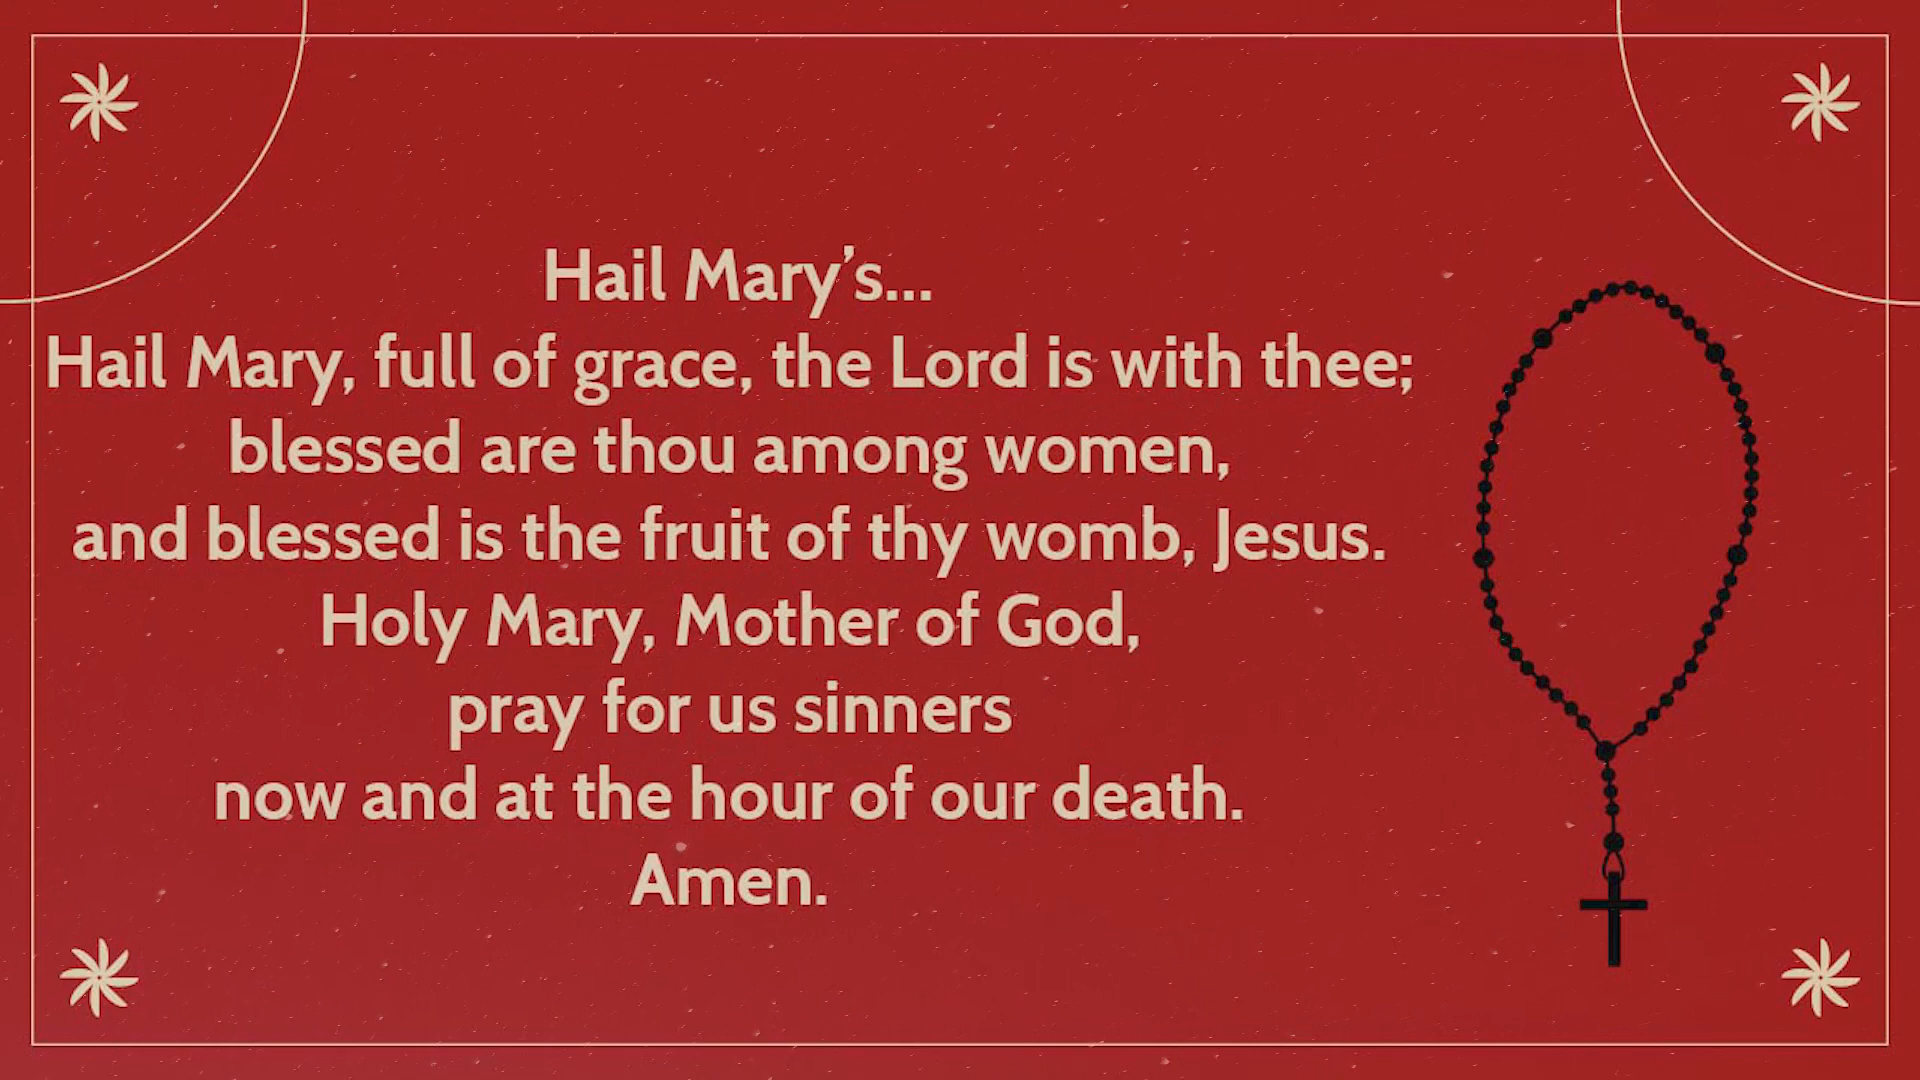 Hail Mary’s...
Hail Mary, full of grace, the Lord is with thee;
blessed are thou among women,
and blessed is the fruit of thy womb, Jesus.
Holy Mary, Mother of God,
pray for us sinners
now and at the hour of our death.
Amen.